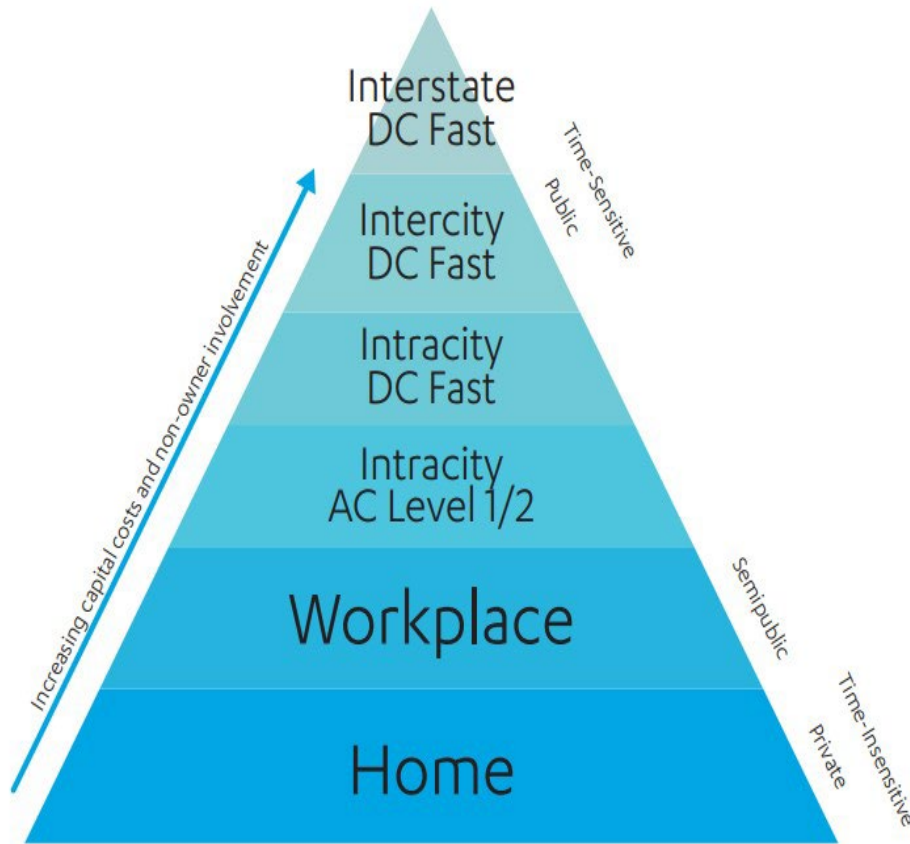 Interstate
DC Fast
Intercity
DC Fast
Intracity
DC Fast
Intracity
AC Level 1/2
Workplace
Home
Increasing capital costs and non-owner involvement
Time-Sensitive
Public
Semipublic
Time-Insensitive
Private